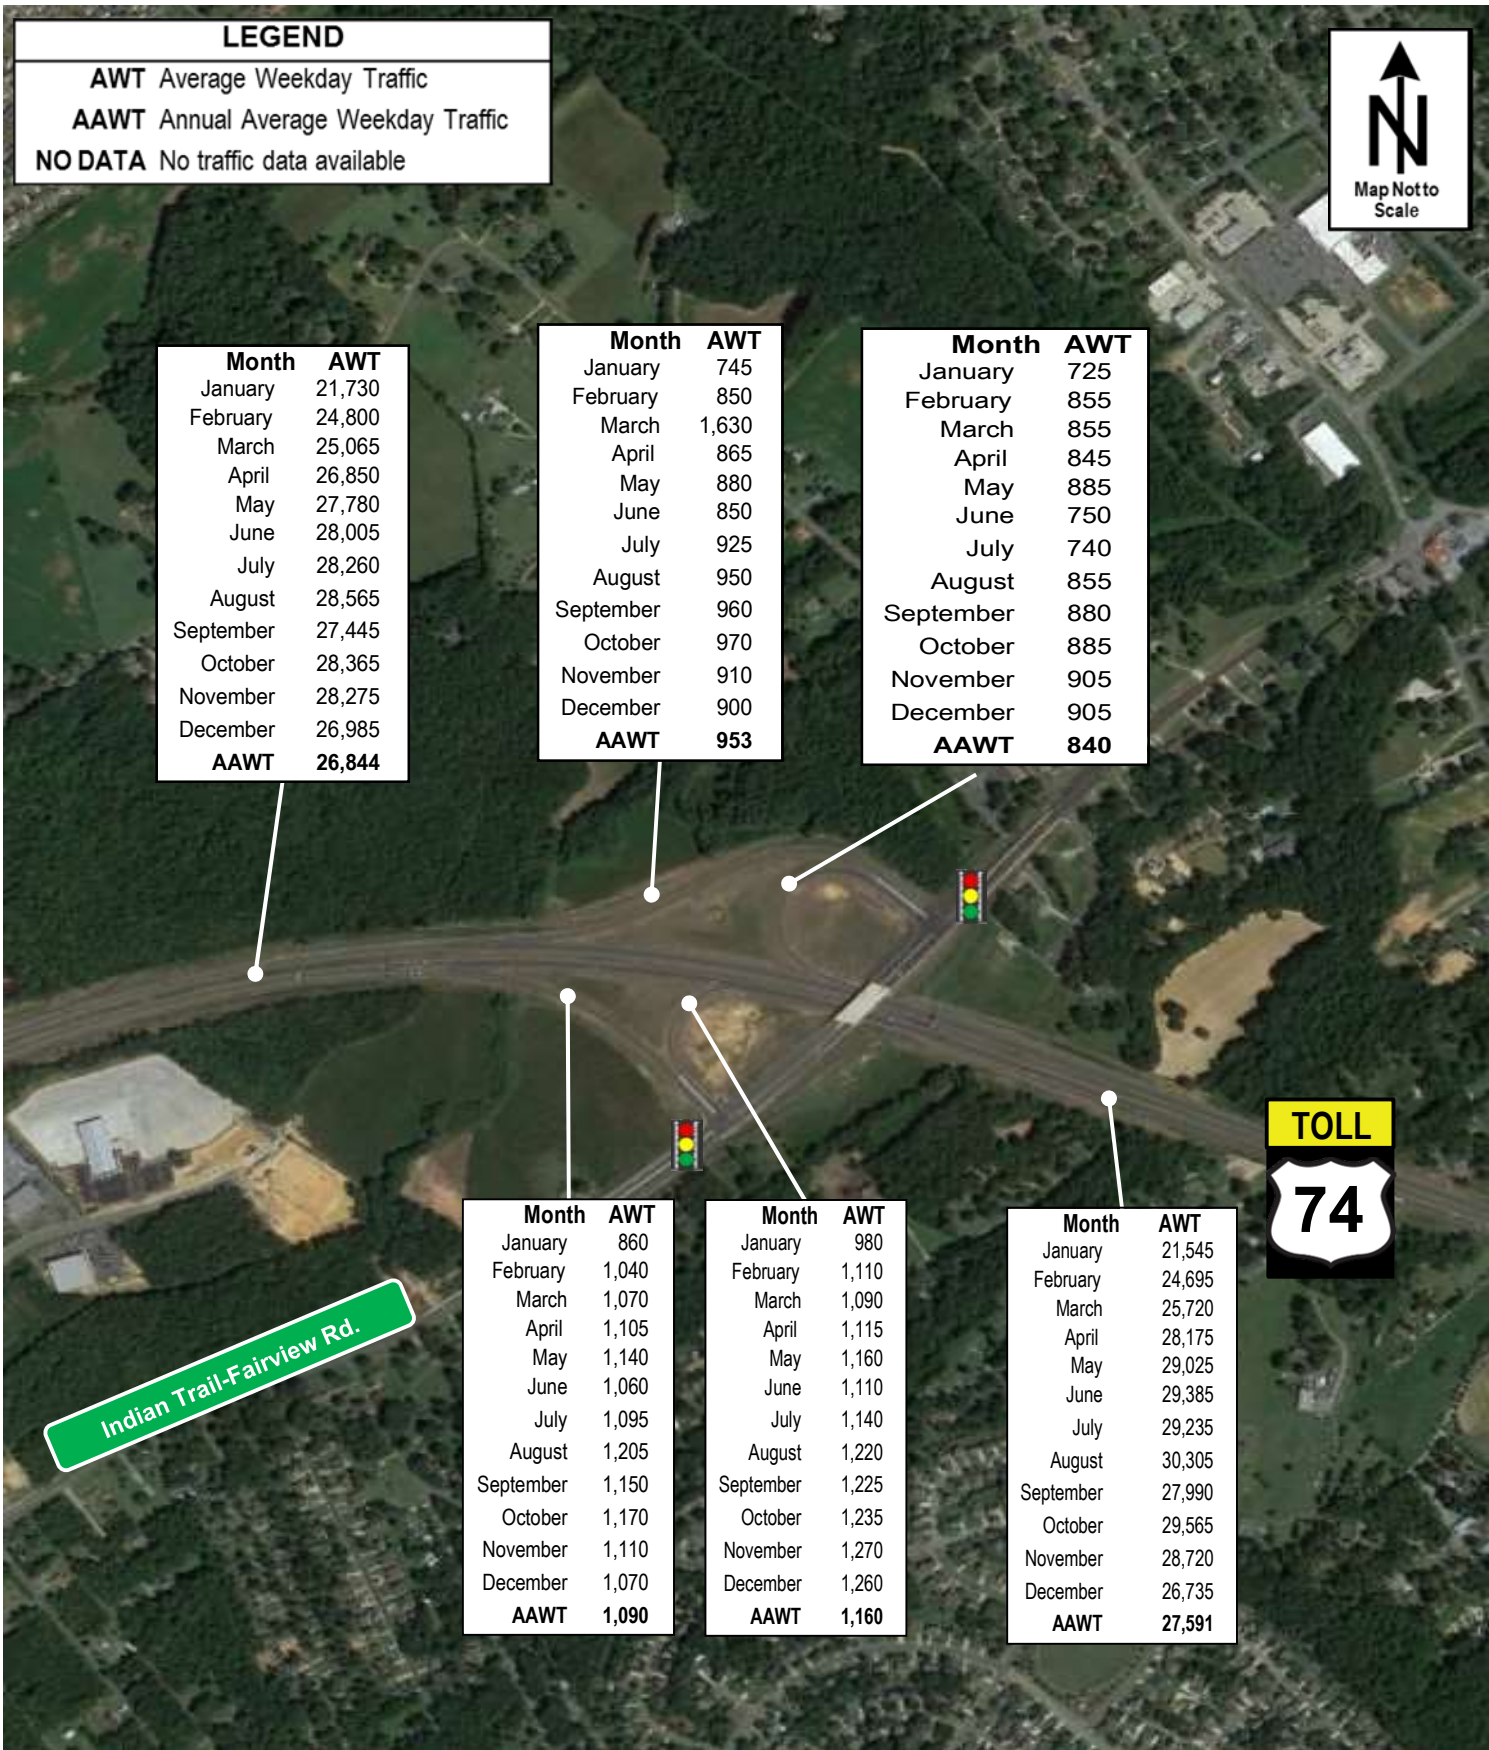 LEGEND
AWT Average Weekday Traffic
AAWT Annual Average Weekday Traffic
NO DATA No traffic data available
N
Map Not to
Scale
Month AWT
January 21,730
February 24,800
March 25,065
April 26,850
May 27,780
June 28,005
July 28,260
August 28,565
September 27,445
October 28,365
November 28,275
December 26,985
AAWT 26,844
Month AWT
January 745
February 850
March 1,630
April 865
May 880
June 850
July 925
August 950
September 960
October 970
November 910
December 900
AAWT 953
Month AWT
January 725
February 855
March 855
April 845
May 885
June 750
July 740
August 855
September 880
October 885
November 905
December 905
AAWT 840
TOLL
74
Indian Trail-Fairview Rd.
Month AWT
January 860
February 1,040
March 1,070
April 1,105
May 1,140
June 1,060
July 1,095
August 1,205
September 1,150
October 1,170
November 1,110
December 1,070
AAWT 1,090
Month AWT
January 980
February 1,110
March 1,090
April 1,115
May 1,160
June 1,110
July 1,140
August 1,220
September 1,225
October 1,235
November 1,270
December 1,260
AAWT 1,160
Month AWT
January 21,545
February 24,695
March 25,720
April 28,175
May 29,025
June 29,385
July 29,235
August 30,305
September 27,990
October 29,565
November 28,720
December 26,735
AAWT 27,591